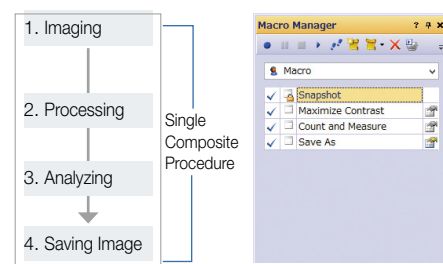 1. Imaging
2. Processing
3. Analyzing
4. Saving Image
Single
Composite
Procedure
Macro Manager
Macro
Snapshot
Maximize Contrast
Count and Measure
Save As